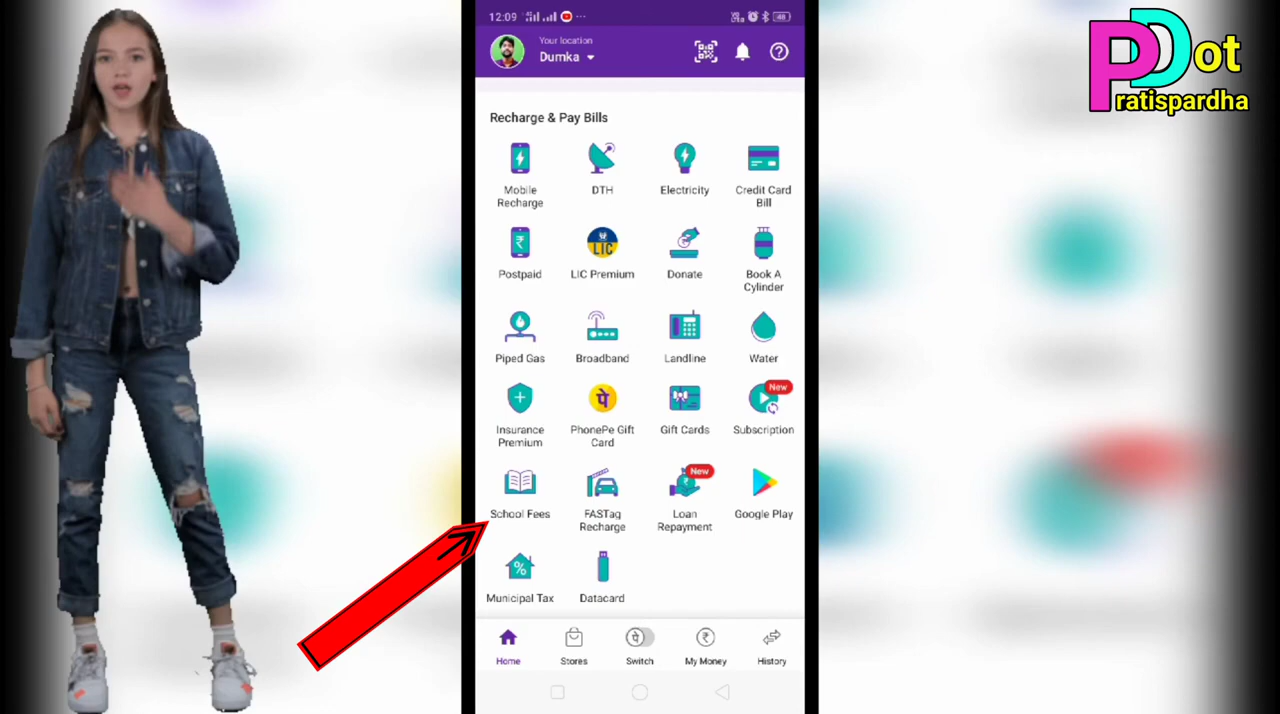 12:09
Your location
Dumka
P Dot
Pratispardha
Recharge & Pay Bills
Mobile
Recharge
DTH
Electricity
Credit Card
Bill
Postpaid
LIC
LIC Premium
Donate
Book A
Cylinder
Piped Gas
Broadband
Landline
Water
Insurance
Premium
पे
PhonePe Gift
Card
Gift Cards
New
Subscription
School Fees
FASTag
Recharge
New
Loan
Repayment
Google Play
%
Municipal Tax
Datacard
Home
Stores
पे
Switch
₹
My Money
History